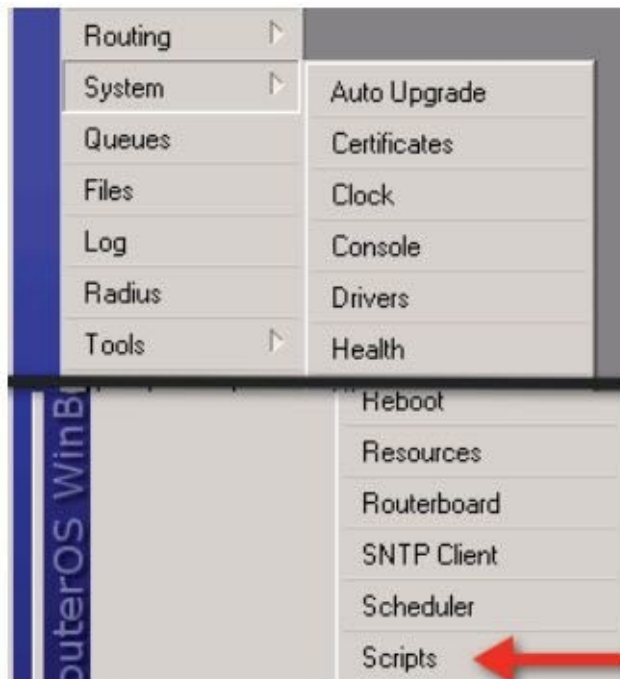 Routing
System
Queues
Files
Log
Radius
Tools
Auto Upgrade
Certificates
Clock
Console
Drivers
Health
Reboot
Resources
Routerboard
SNTP Client
Scheduler
Scripts
outerOS WinB